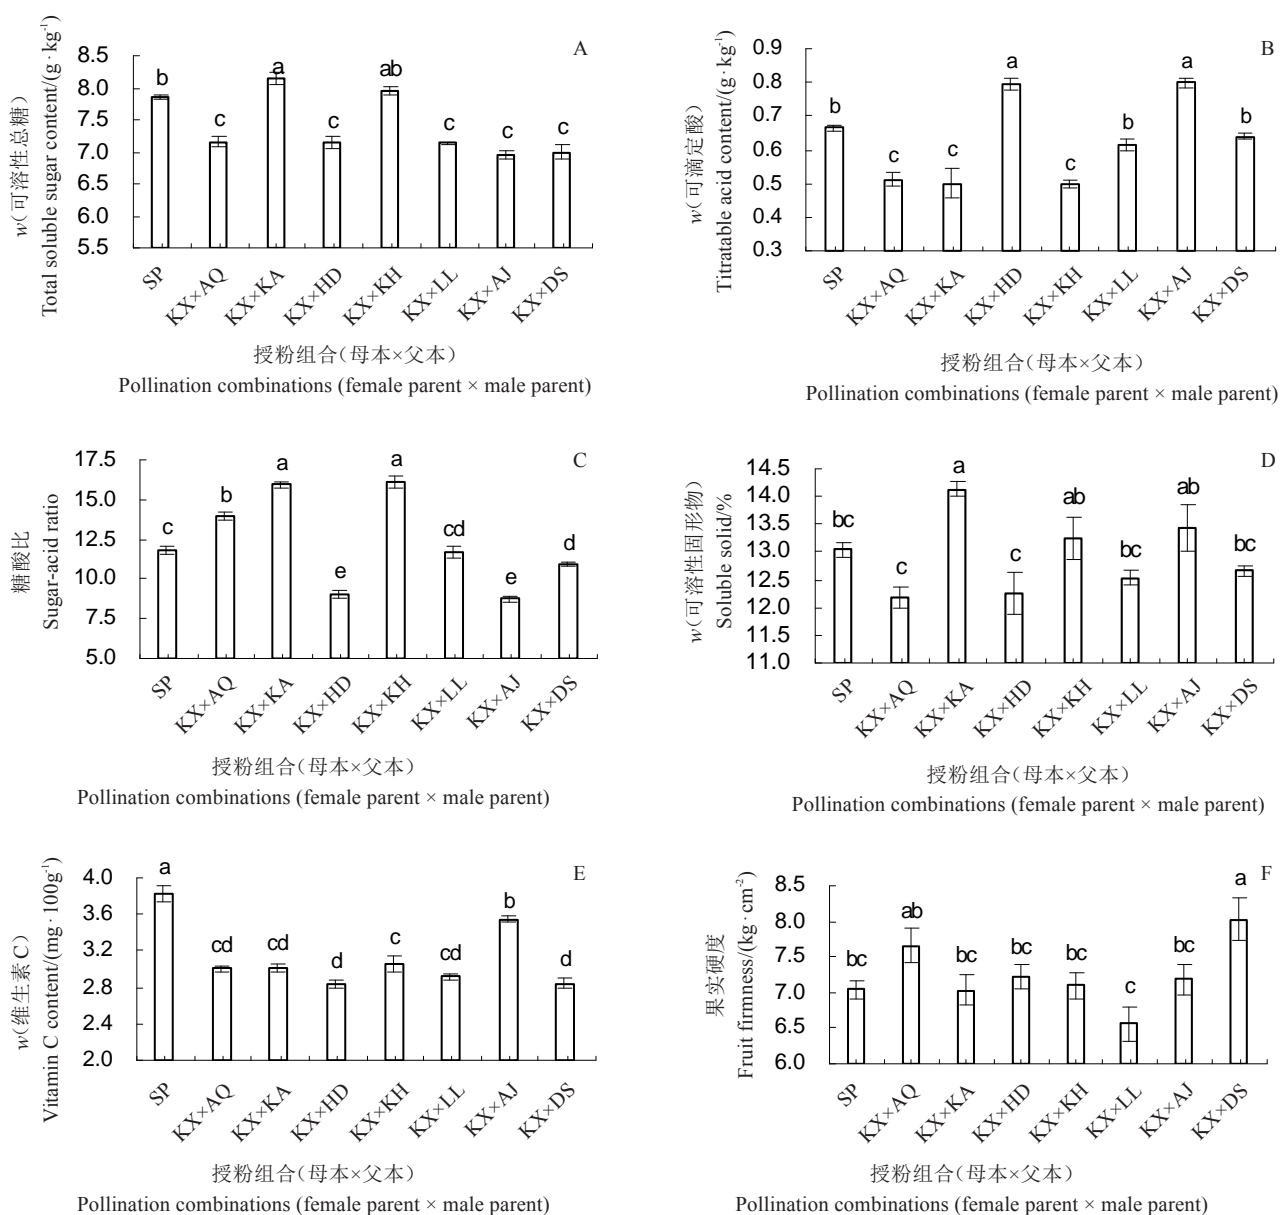 A
w(可溶性总糖)
Total soluble sugar content/(g·kg⁻¹)
8.5
8.0
7.5
7.0
6.5
6.0
5.5
b
c
a
c
ab
c
c
c
SP
KX×AQ
KX×KA
KX×HD
KX×KH
KX×LL
KX×AJ
KX×DS
授粉组合(母本×父本)
Pollination combinations (female parent × male parent)
B
w(可滴定酸)
Titratable acid content/(g·kg⁻¹)
0.9
0.8
0.7
0.6
0.5
0.4
0.3
b
c
c
a
c
b
a
b
SP
KX×AQ
KX×KA
KX×HD
KX×KH
KX×LL
KX×AJ
KX×DS
授粉组合(母本×父本)
Pollination combinations (female parent × male parent)
C
糖酸比
Sugar-acid ratio
17.5
15.0
12.5
10.0
7.5
5.0
c
b
a
e
a
cd
e
d
SP
KX×AQ
KX×KA
KX×HD
KX×KH
KX×LL
KX×AJ
KX×DS
授粉组合(母本×父本)
Pollination combinations (female parent × male parent)
D
w(可溶性固形物)
Soluble solid/%
14.5
14.0
13.5
13.0
12.5
12.0
11.5
11.0
bc
c
a
c
ab
bc
ab
bc
SP
KX×AQ
KX×KA
KX×HD
KX×KH
KX×LL
KX×AJ
KX×DS
授粉组合(母本×父本)
Pollination combinations (female parent × male parent)
E
w(维生素C)
Vitamin C content/(mg·100g⁻¹)
4.0
3.6
3.2
2.8
2.4
2.0
a
cd
cd
d
c
cd
b
d
SP
KX×AQ
KX×KA
KX×HD
KX×KH
KX×LL
KX×AJ
KX×DS
授粉组合(母本×父本)
Pollination combinations (female parent × male parent)
F
果实硬度
Fruit firmness/(kg·cm⁻²)
8.5
8.0
7.5
7.0
6.5
6.0
bc
ab
bc
bc
bc
c
bc
a
SP
KX×AQ
KX×KA
KX×HD
KX×KH
KX×LL
KX×AJ
KX×DS
授粉组合(母本×父本)
Pollination combinations (female parent × male parent)